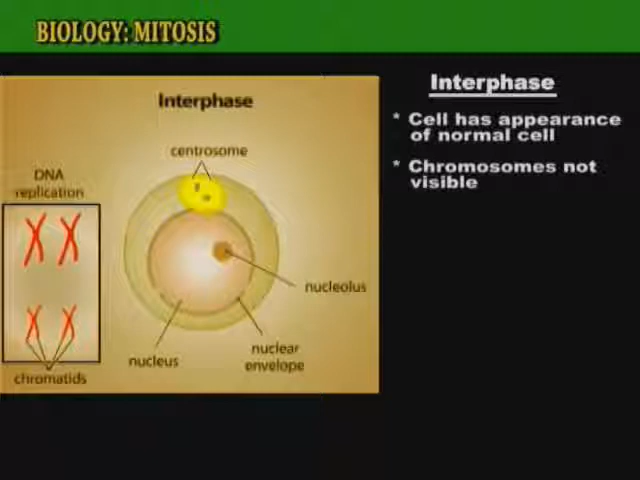 BIOLOGY: MITOSIS
Interphase
centrosome
DNA
replication
nucleolus
nuclear
envelope
nucleus
chromatids
Interphase
* Cell has appearance
of normal cell
* Chromosomes not
visible